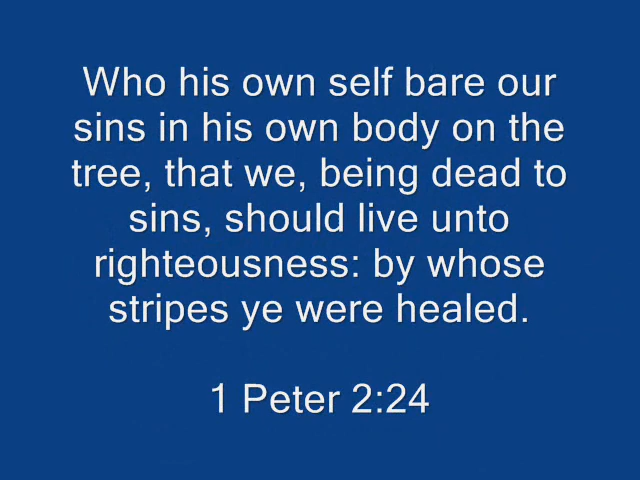 Who his own self bare our
sins in his own body on the
tree, that we, being dead to
sins, should live unto
righteousness: by whose
stripes ye were healed.
1 Peter 2:24